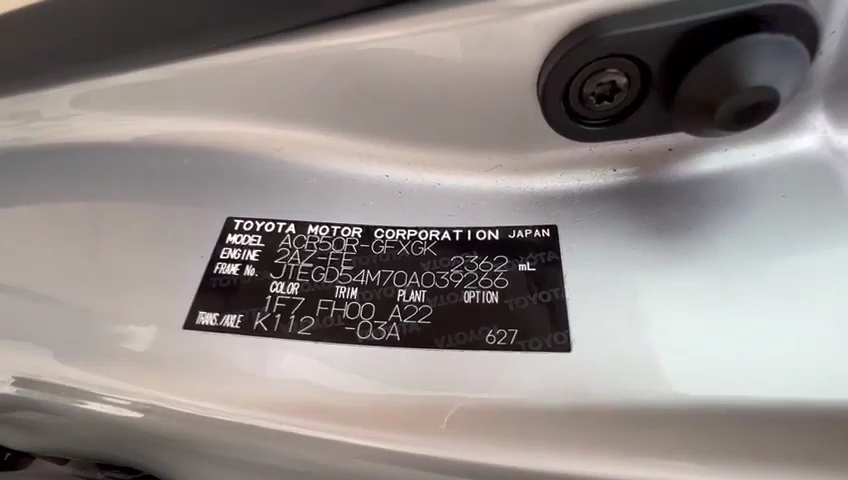 TOYOTA MOTOR CORPORATION JAPAN
MODEL ACR50R-GFXGK
ENGINE 2AZ-FE 2362 mL
FRAME No. JTEGD54M70A039266
COLOR TRIM PLANT OPTION
1F7 FH00 A22
TRANS./AXLE K112 -03A 627